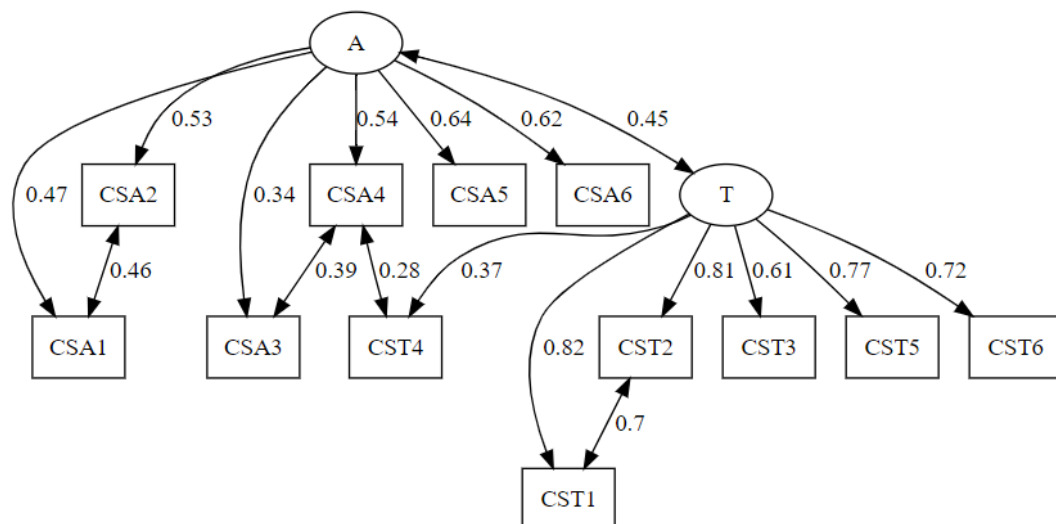 A
0.53
0.54
0.64
0.62
0.45
0.47
CSA2
0.34
CSA4
CSA5
CSA6
T
0.46
0.39
0.28
0.37
0.81
0.61
0.77
0.72
CSA1
CSA3
CST4
0.82
CST2
CST3
CST5
CST6
0.7
CST1